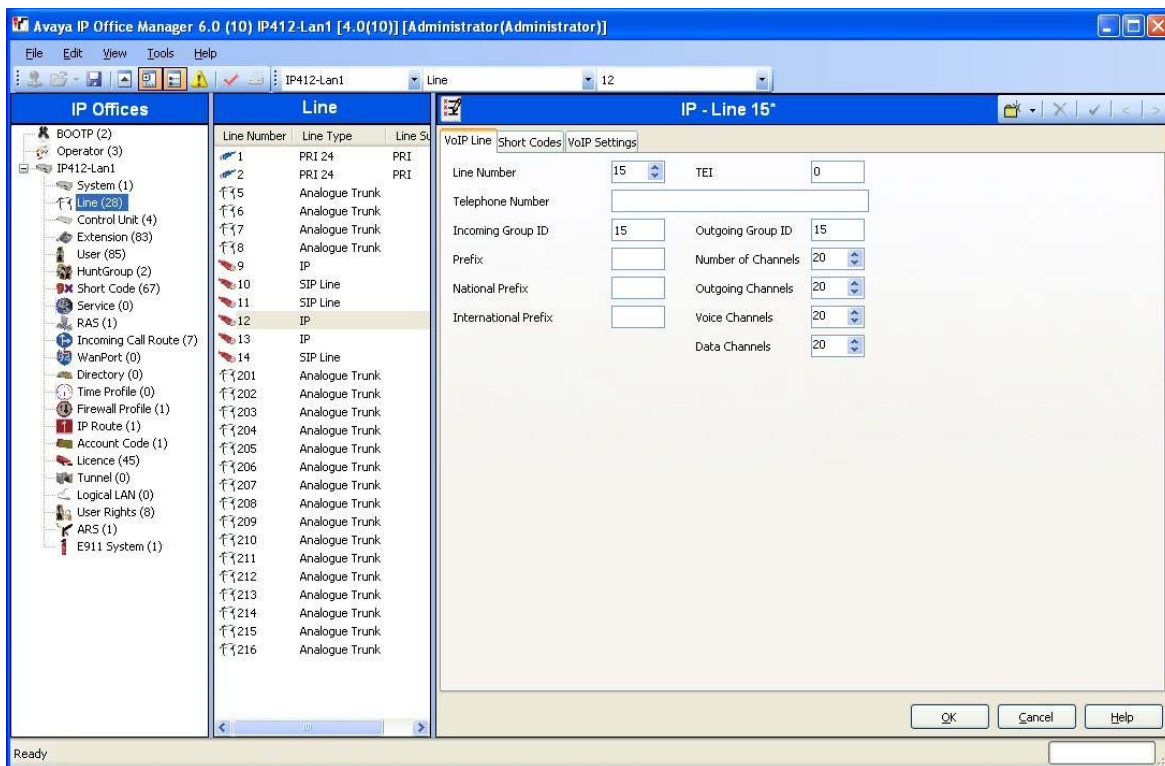 Avaya IP Office Manager 6.0 (10) IP412-Lan1 [4.0(10)] [Administrator(Administrator)]
File Edit View Tools Help
IP412-Lan1 Line 12
IP Offices
BOOTP (2)
Operator (3)
IP412-Lan1
System (1)
Line (28)
Control Unit (4)
Extension (83)
User (85)
HuntGroup (2)
Short Code (67)
Service (0)
RAS (1)
Incoming Call Route (7)
WanPort (0)
Directory (0)
Time Profile (0)
Firewall Profile (1)
IP Route (1)
Account Code (1)
Licence (45)
Tunnel (0)
Logical LAN (0)
User Rights (8)
ARS (1)
E911 System (1)
Line
Line Number Line Type Line Su
1 PRI 24 PRI
2 PRI 24 PRI
5 Analogue Trunk
6 Analogue Trunk
7 Analogue Trunk
8 Analogue Trunk
9 IP
10 SIP Line
11 SIP Line
12 IP
13 IP
14 SIP Line
201 Analogue Trunk
202 Analogue Trunk
203 Analogue Trunk
204 Analogue Trunk
205 Analogue Trunk
206 Analogue Trunk
207 Analogue Trunk
208 Analogue Trunk
209 Analogue Trunk
210 Analogue Trunk
211 Analogue Trunk
212 Analogue Trunk
213 Analogue Trunk
214 Analogue Trunk
215 Analogue Trunk
216 Analogue Trunk
IP - Line 15*
VoIP Line Short Codes VoIP Settings
Line Number 15 TEI 0
Telephone Number
Incoming Group ID 15 Outgoing Group ID 15
Prefix Number of Channels 20
National Prefix Outgoing Channels 20
International Prefix Voice Channels 20
Data Channels 20
OK Cancel Help
Ready